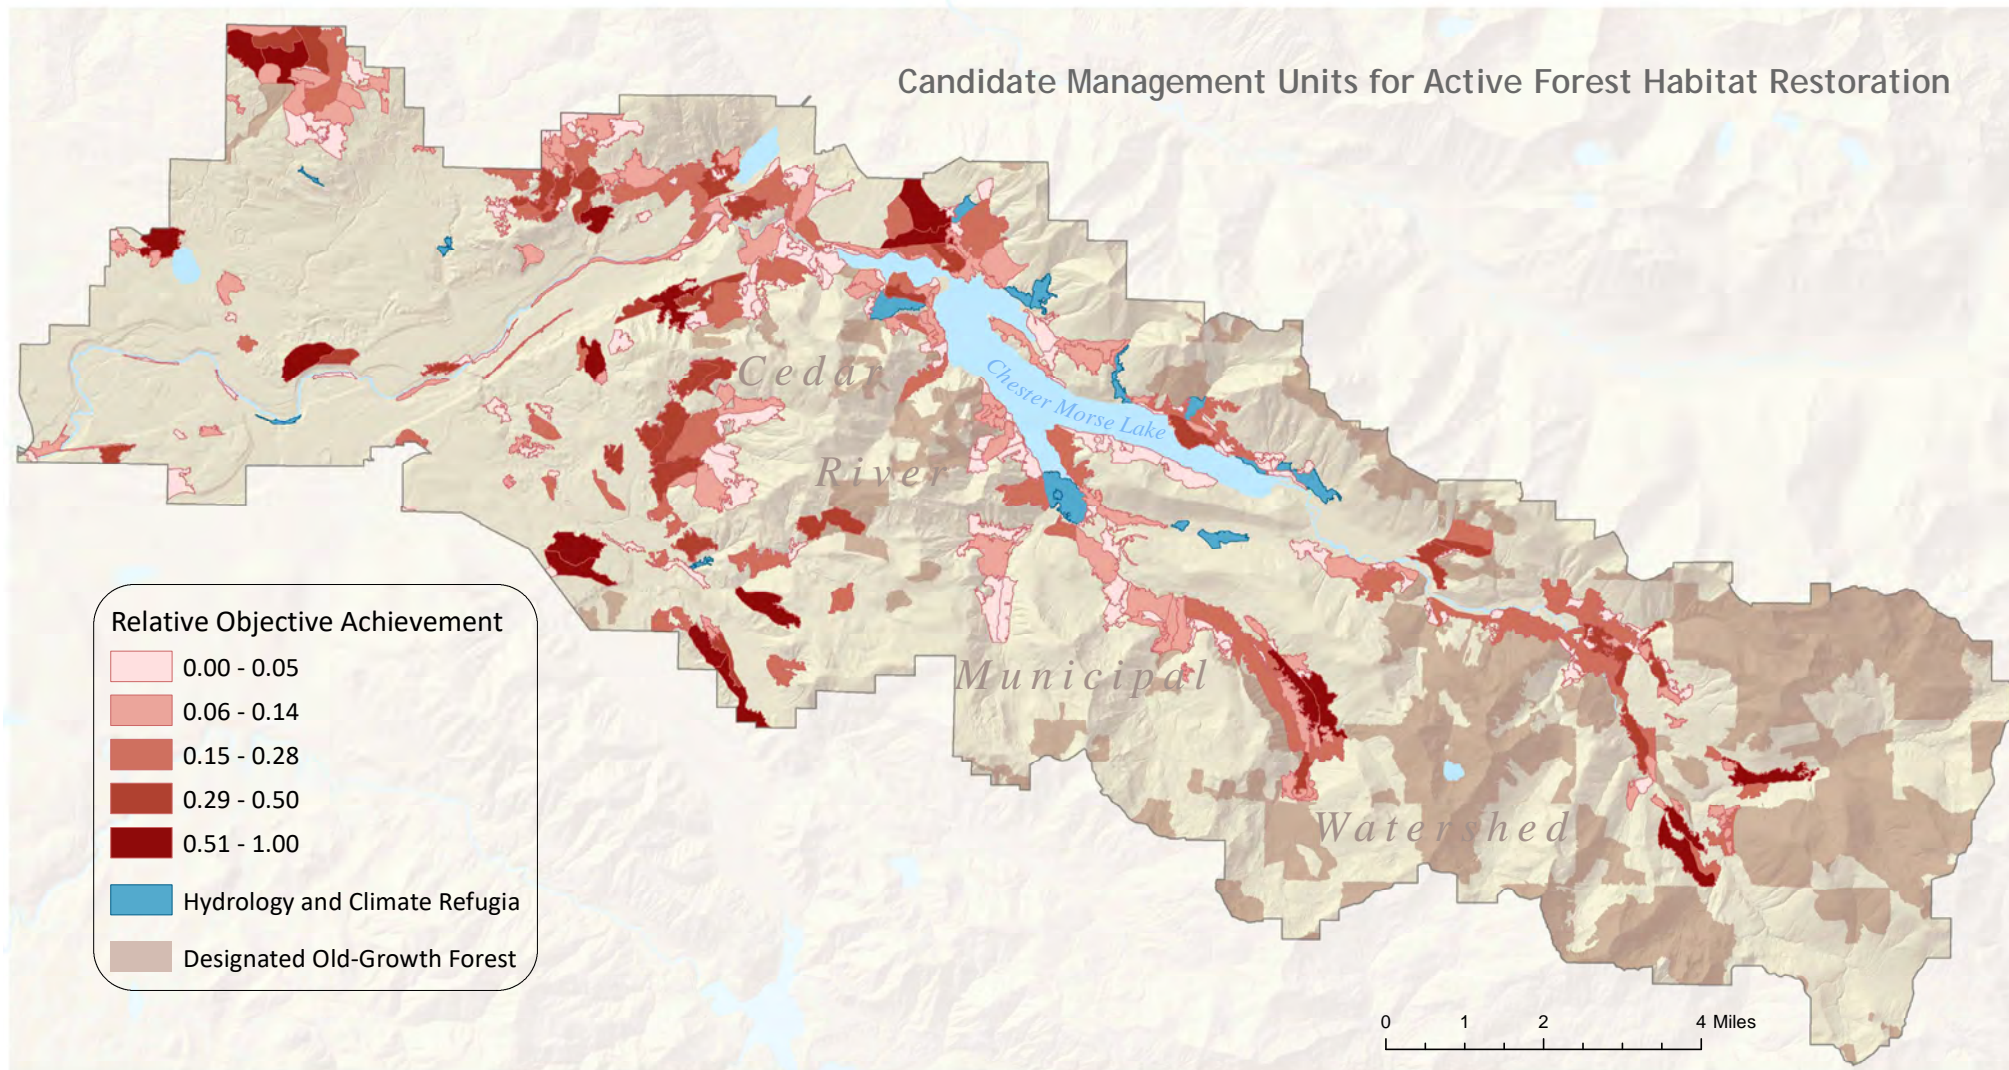 Candidate Management Units for Active Forest Habitat Restoration
Cedar
River
Municipal
Watershed
Chester Morse Lake
Relative Objective Achievement
0.00 - 0.05
0.06 - 0.14
0.15 - 0.28
0.29 - 0.50
0.51 - 1.00
Hydrology and Climate Refugia
Designated Old-Growth Forest
0 1 2 4 Miles